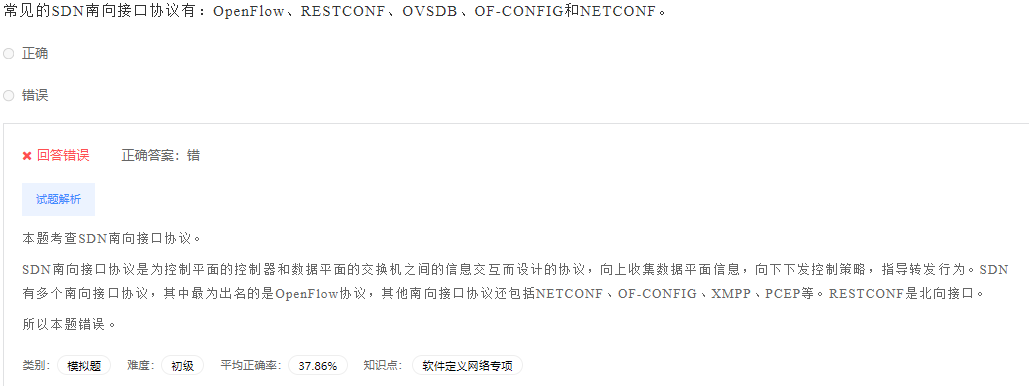 常见的SDN南向接口协议有：OpenFlow、RESTCONF、OVSDB、OF-CONFIG和NETCONF。
正确
错误
回答错误 正确答案：错
试题解析
本题考查SDN南向接口协议。
SDN南向接口协议是为控制平面的控制器和数据平面的交换机之间的信息交互而设计的协议，向上收集数据平面信息，向下下发控制策略，指导转发行为。SDN
有多个南向接口协议，其中最为出名的是OpenFlow协议，其他南向接口协议还包括NETCONF、OF-CONFIG、XMPP、PCEP等。RESTCONF是北向接口。
所以本题错误。
类别： 模拟题 难度： 初级 平均正确率： 37.86% 知识点： 软件定义网络专项